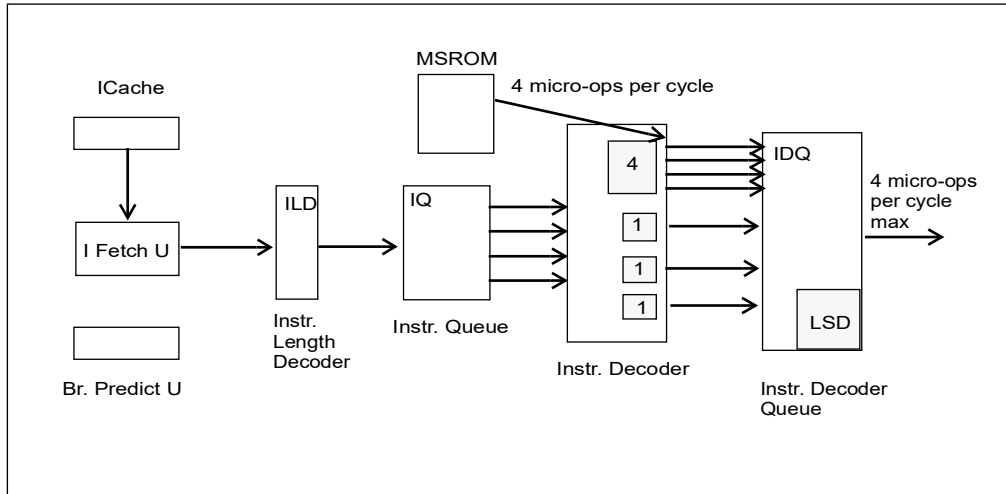 MSROM
4 micro-ops per cycle
ICache
4
IDQ
4 micro-ops
per cycle
max
ILD
IQ
I Fetch U
1
1
1
LSD
Instr.
Length
Decoder
Instr. Queue
Instr. Decoder
Br. Predict U
Instr. Decoder
Queue